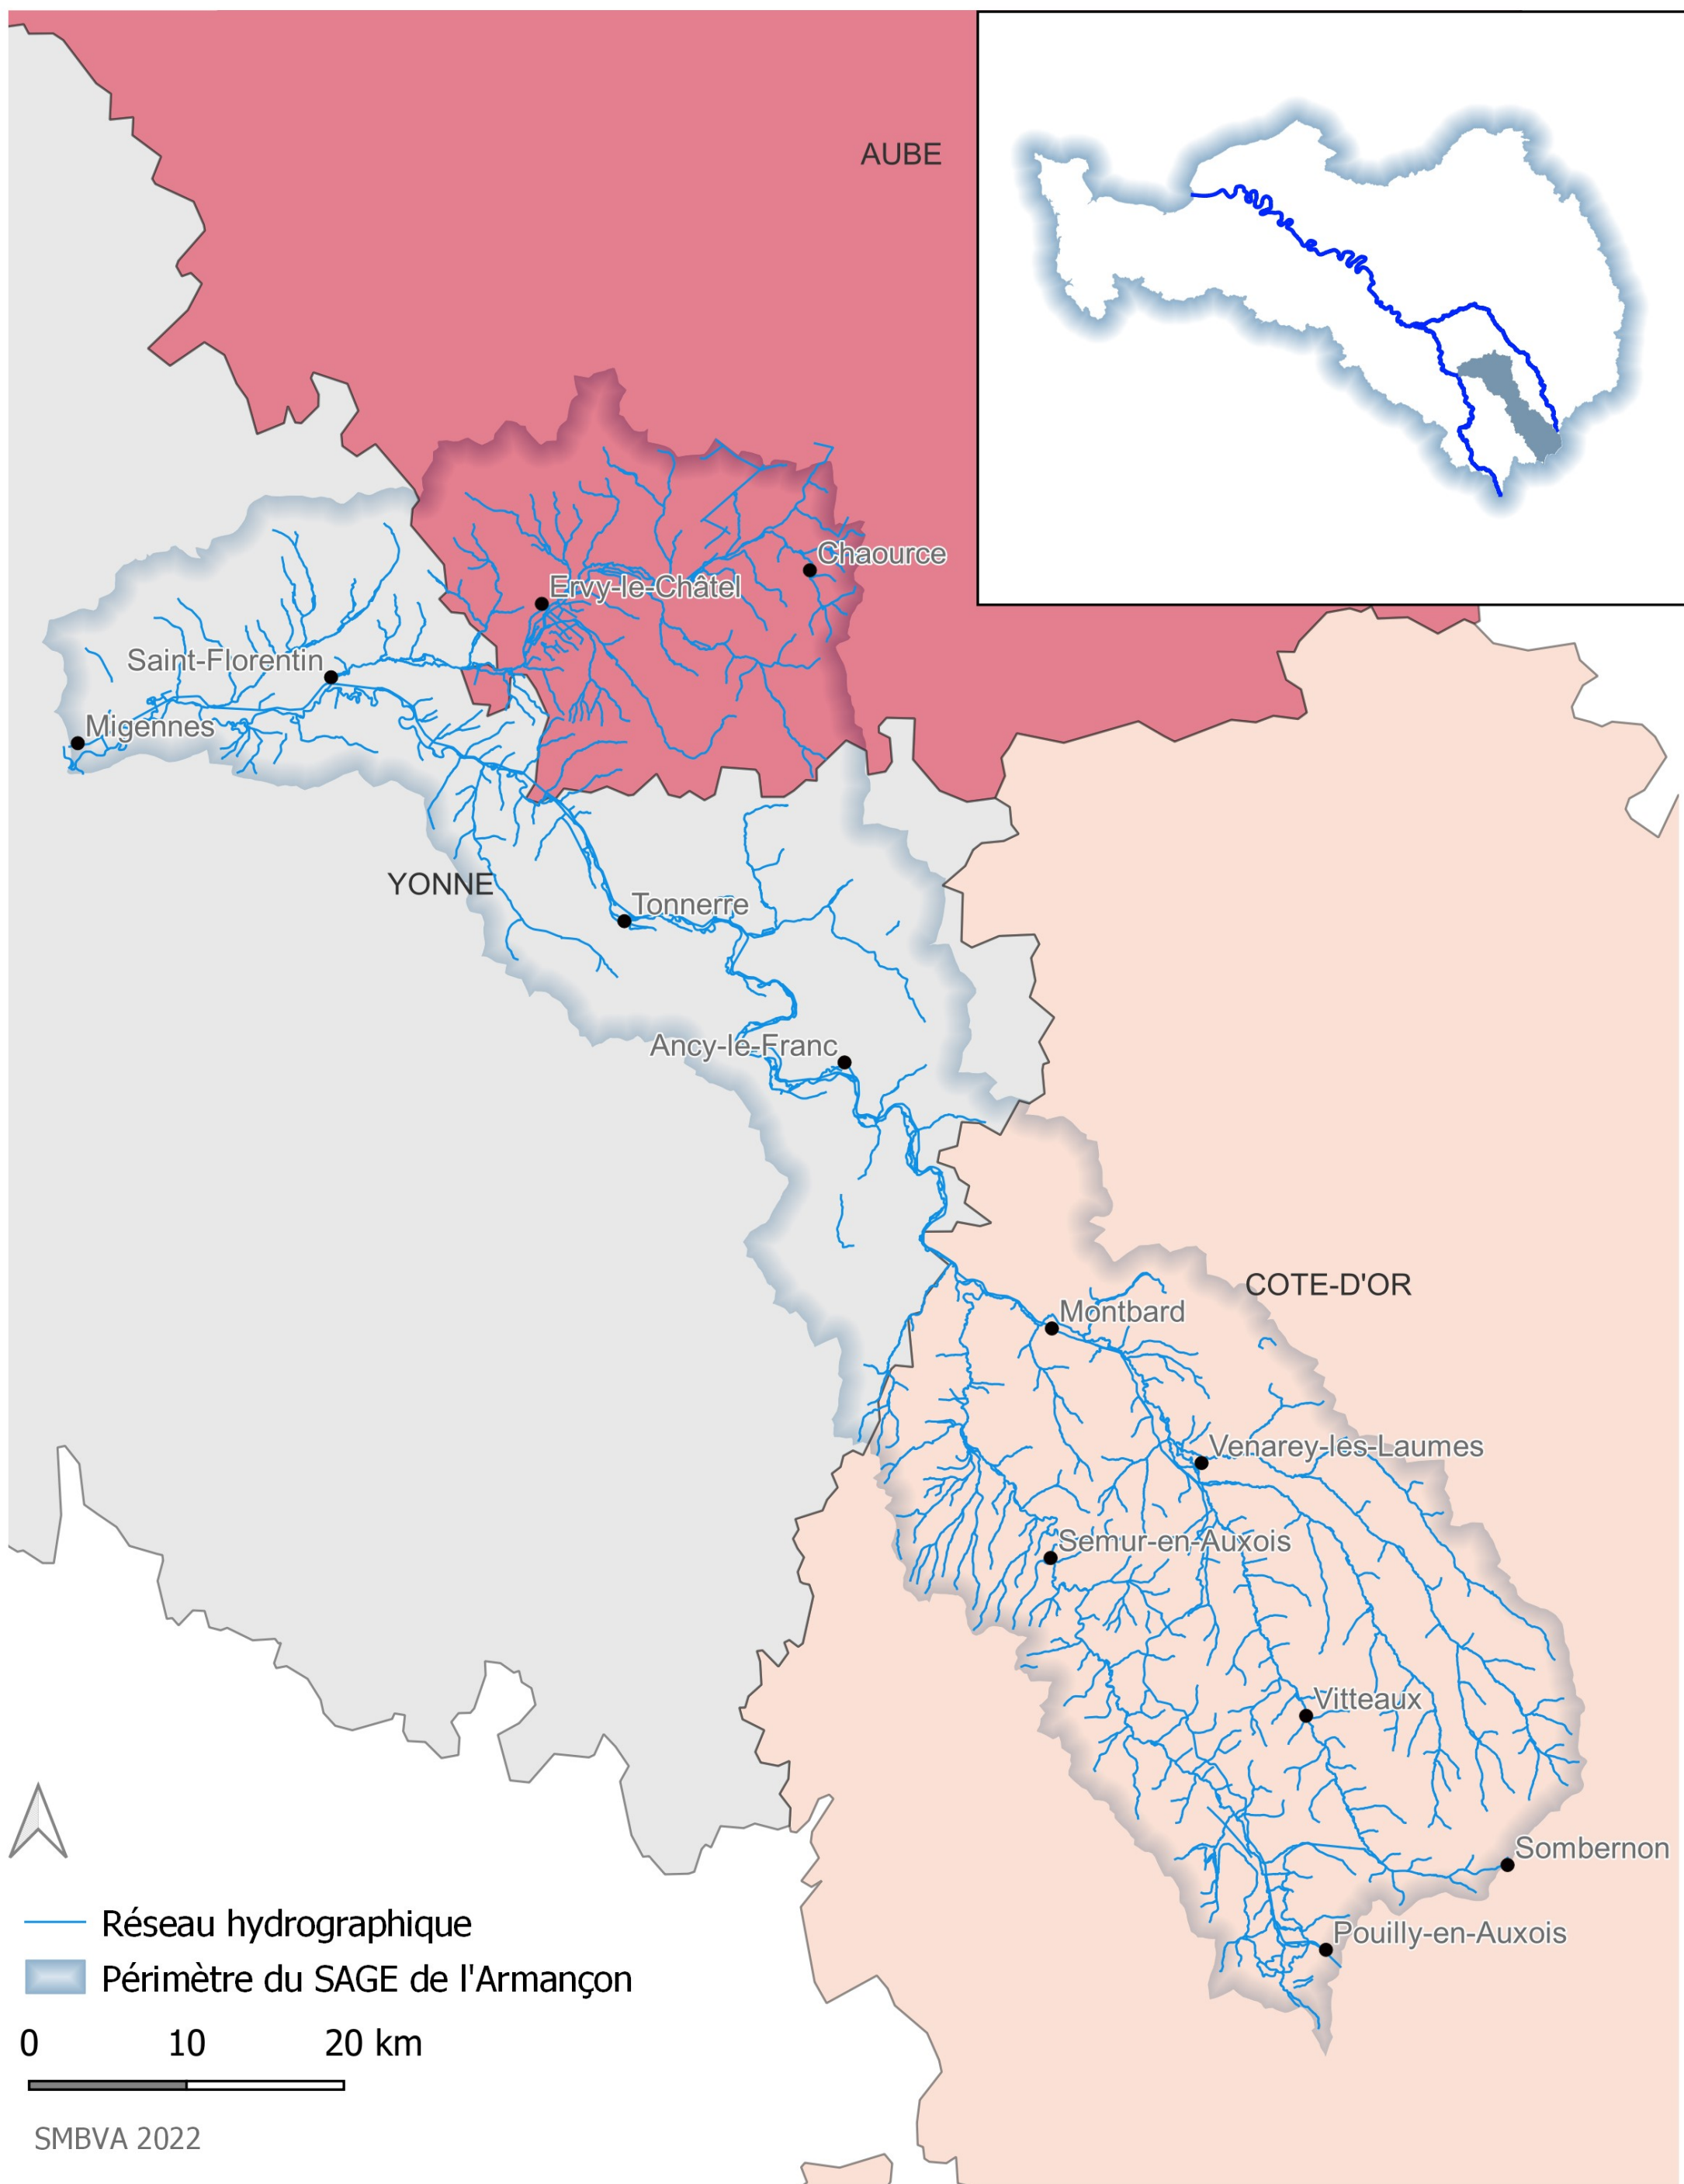 AUBE
Chaource
Ervy-le-Châtel
Saint-Florentin
Migennes
YONNE
Tonnerre
Ancy-le-Franc
COTE-D'OR
Montbard
Venarey-les-Laumes
Semur-en-Auxois
Vitteaux
Sombernon
Pouilly-en-Auxois
Réseau hydrographique
Périmètre du SAGE de l'Armançon
0 10 20 km
SMBVA 2022